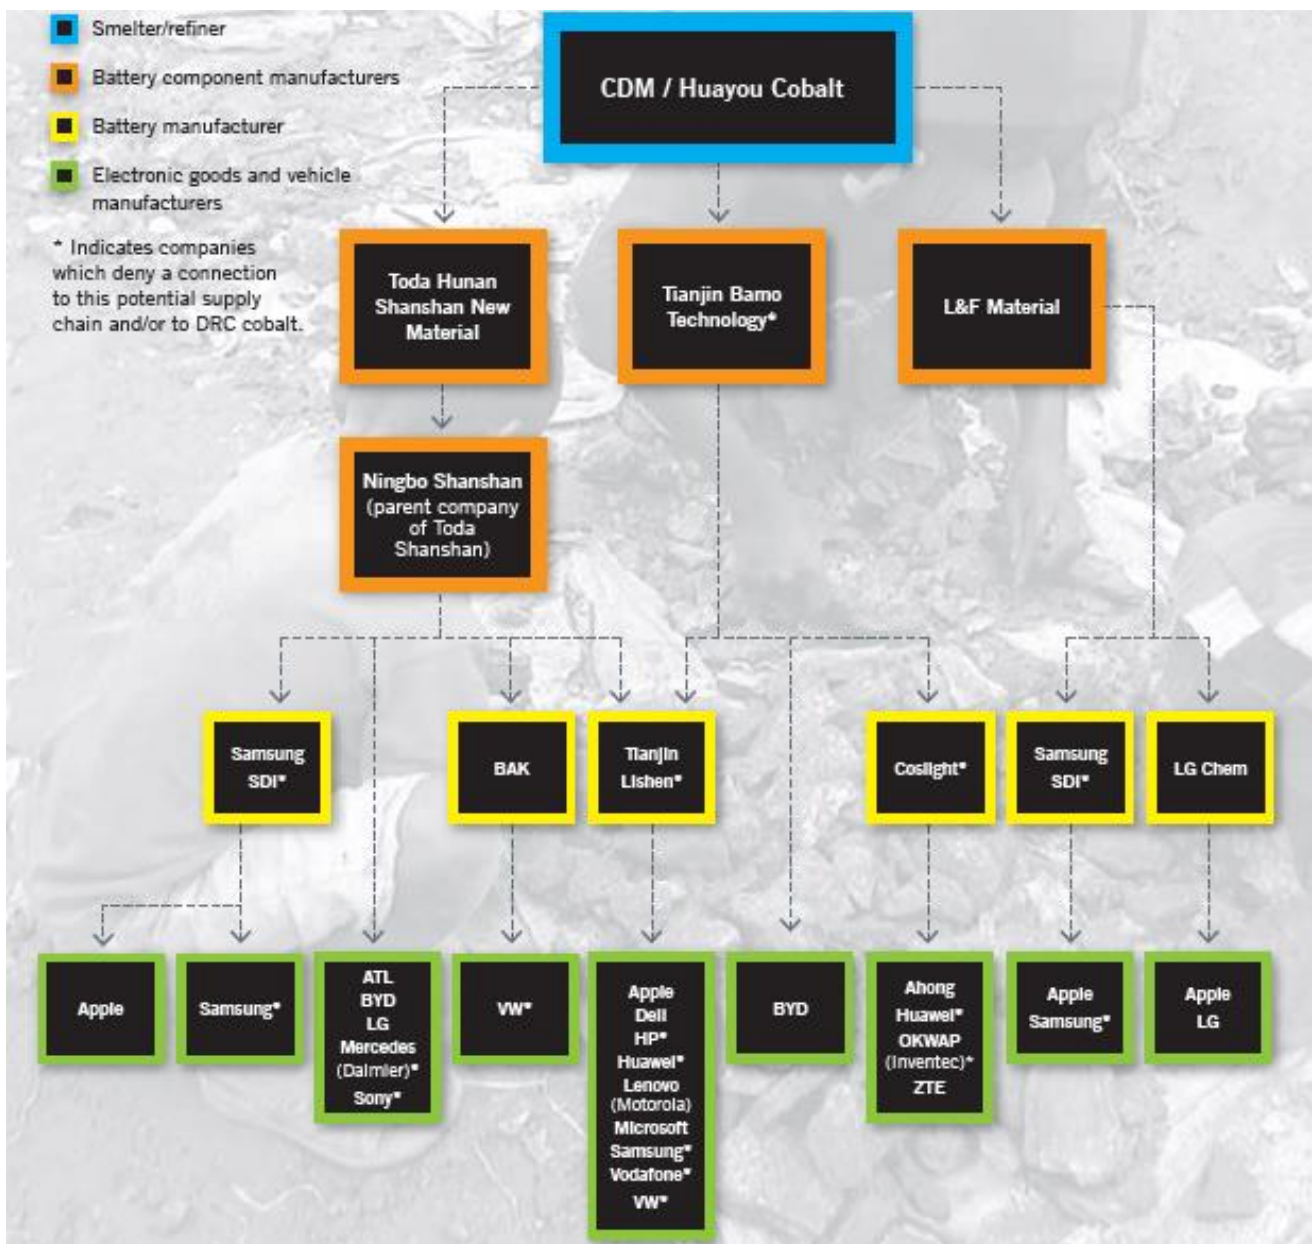 Smelter/refiner
Battery component manufacturers
Battery manufacturer
Electronic goods and vehicle
manufacturers
* Indicates companies
which deny a connection
to this potential supply
chain and/or to DRC cobalt.
CDM / Huayou Cobalt
Toda Hunan
Shanshan New
Material
Tianjin Bamo
Technology*
L&F Material
Ningbo Shanshan
(parent company
of Toda
Shanshan)
Samsung
SDI*
BAK
Tianjin
Lishen*
Coslight*
Samsung
SDI*
LG Chem
Apple
Samsung*
ATL
BYD
LG
Mercedes
(Daimler)*
Sony*
VW*
Apple
Dell
HP*
Huawei*
Lenovo
(Motorola)
Microsoft
Samsung*
Vodafone*
VW*
BYD
Ahong
Huawei*
OKWAP
(Inventec)*
ZTE
Apple
Samsung*
Apple
LG